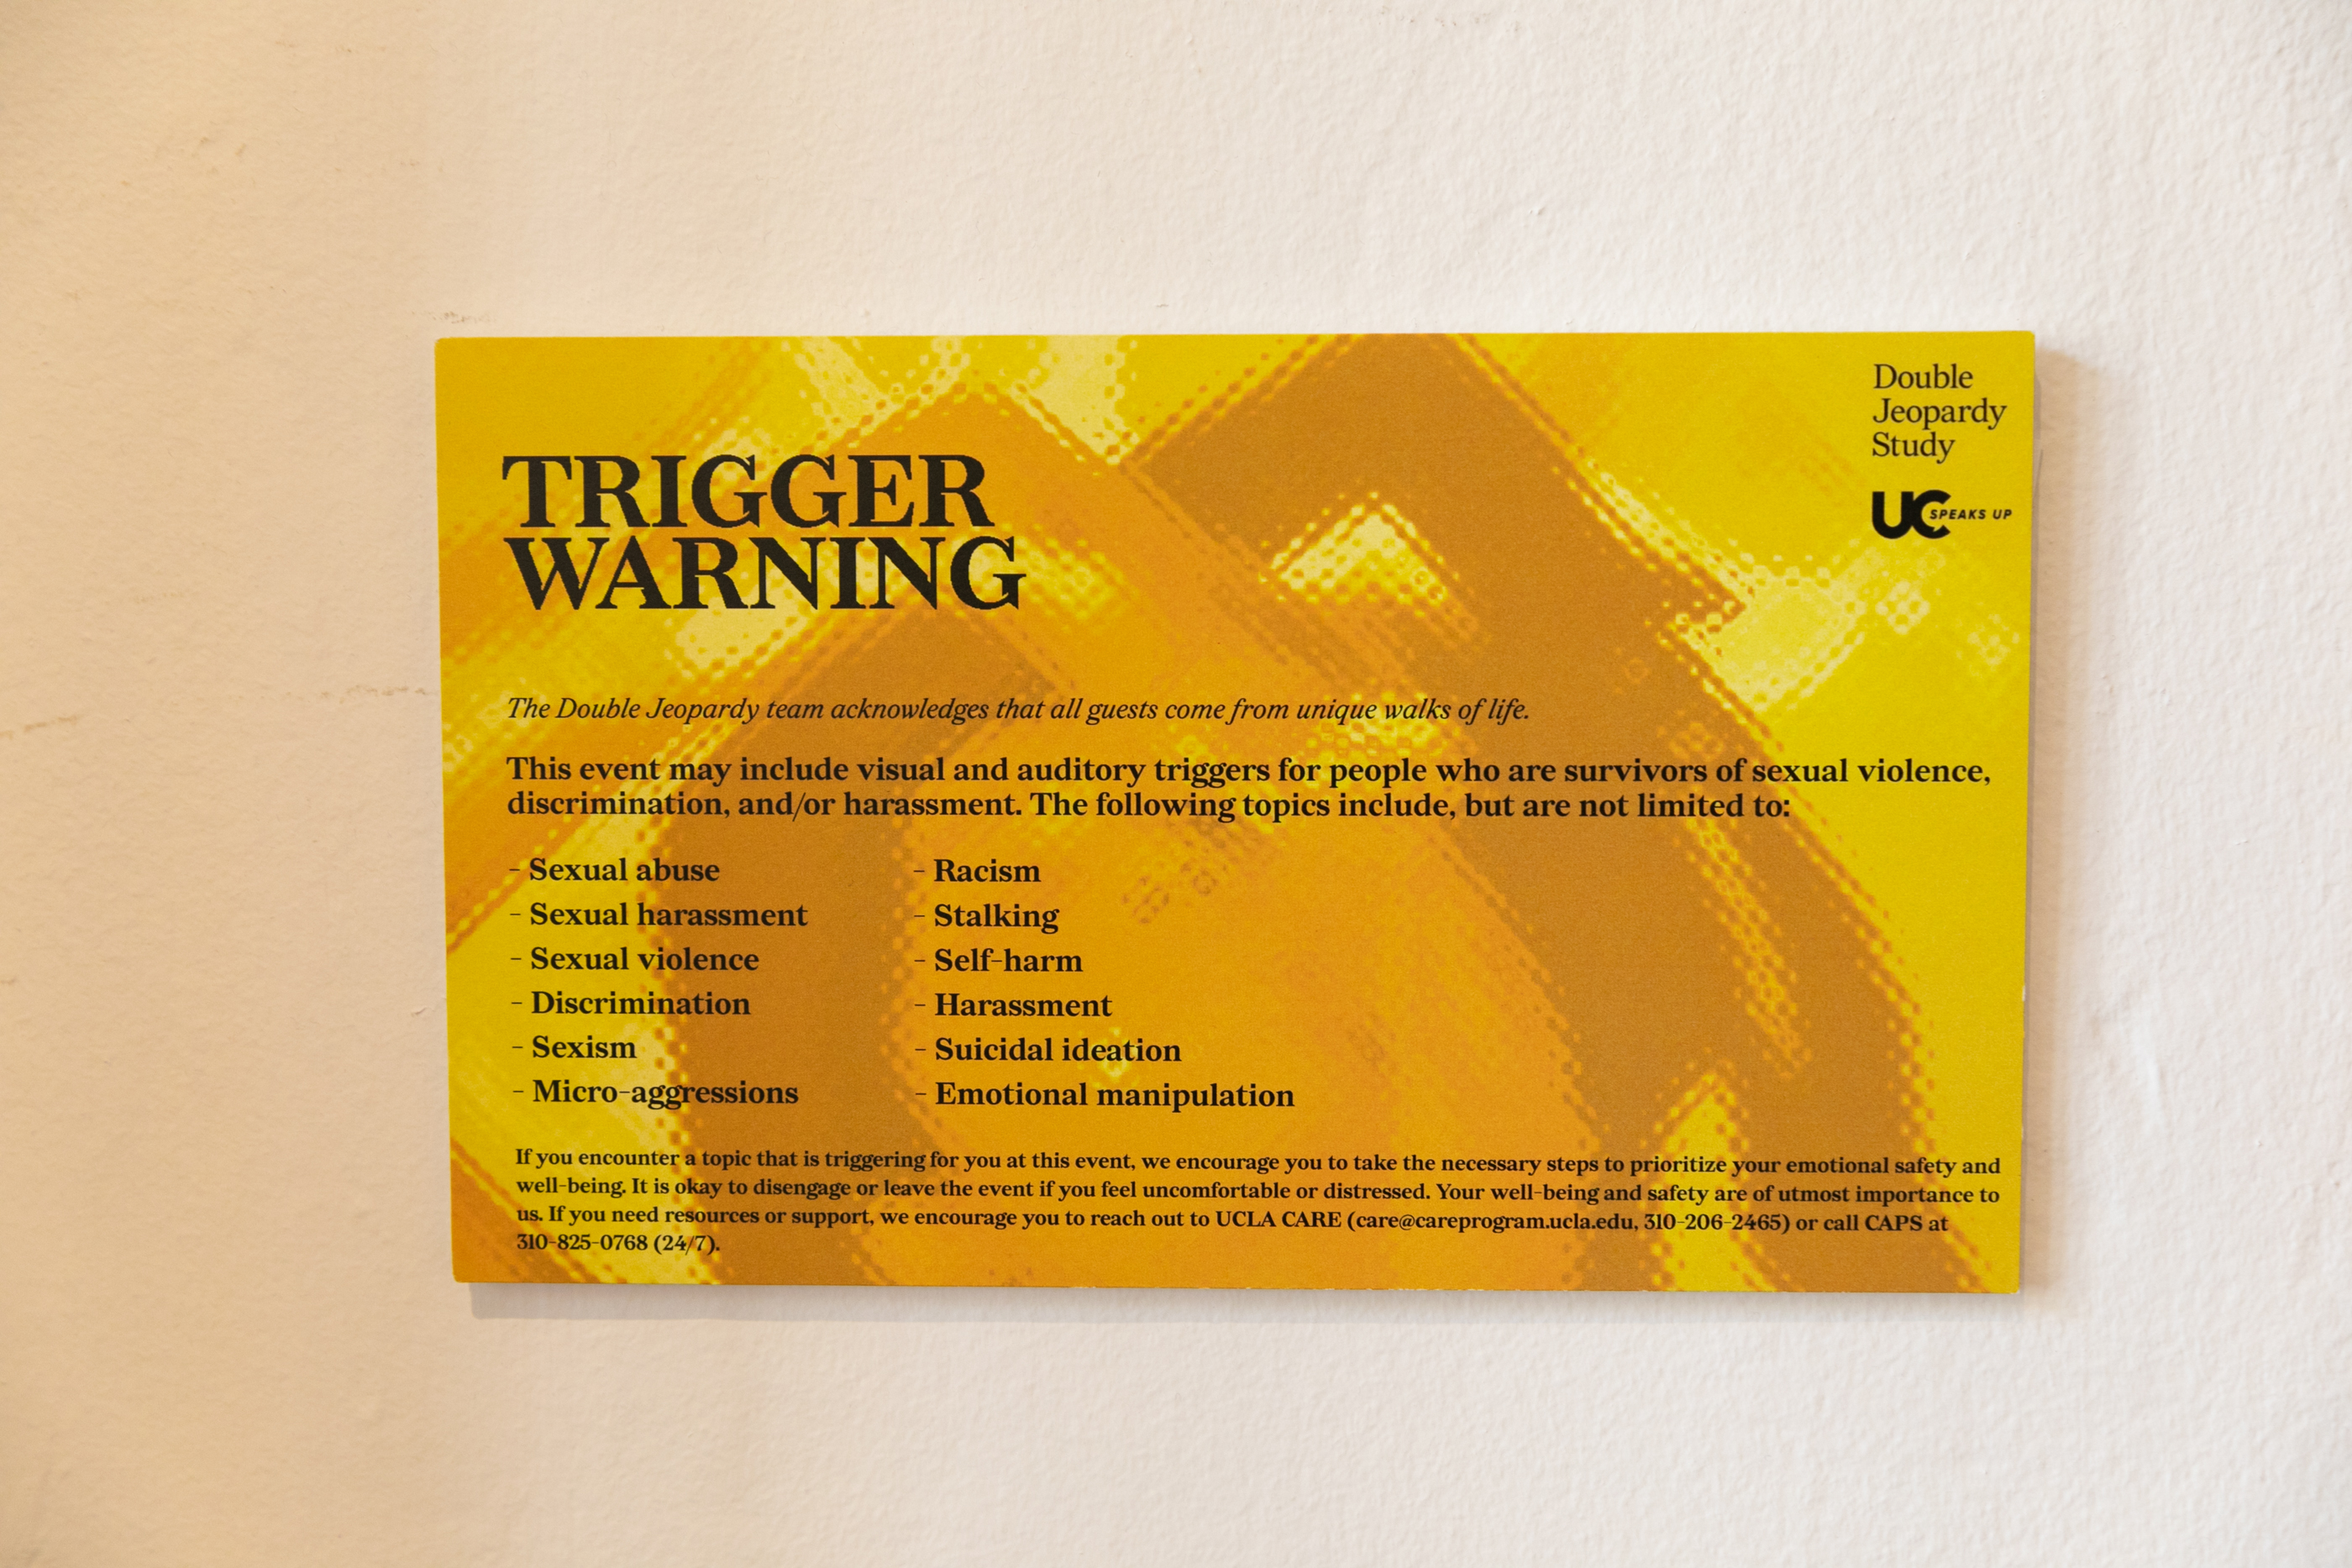 Double
Jeopardy
Study
UC SPEAKS UP
TRIGGER
WARNING
The Double Jeopardy team acknowledges that all guests come from unique walks of life.
This event may include visual and auditory triggers for people who are survivors of sexual violence,
discrimination, and/or harassment. The following topics include, but are not limited to:
- Sexual abuse
- Sexual harassment
- Sexual violence
- Discrimination
- Sexism
- Micro-aggressions
- Racism
- Stalking
- Self-harm
- Harassment
- Suicidal ideation
- Emotional manipulation
If you encounter a topic that is triggering for you at this event, we encourage you to take the necessary steps to prioritize your emotional safety and
well-being. It is okay to disengage or leave the event if you feel uncomfortable or distressed. Your well-being and safety are of utmost importance to
us. If you need resources or support, we encourage you to reach out to UCLA CARE (care@careprogram.ucla.edu, 310-206-2465) or call CAPS at
310-825-0768 (24/7).